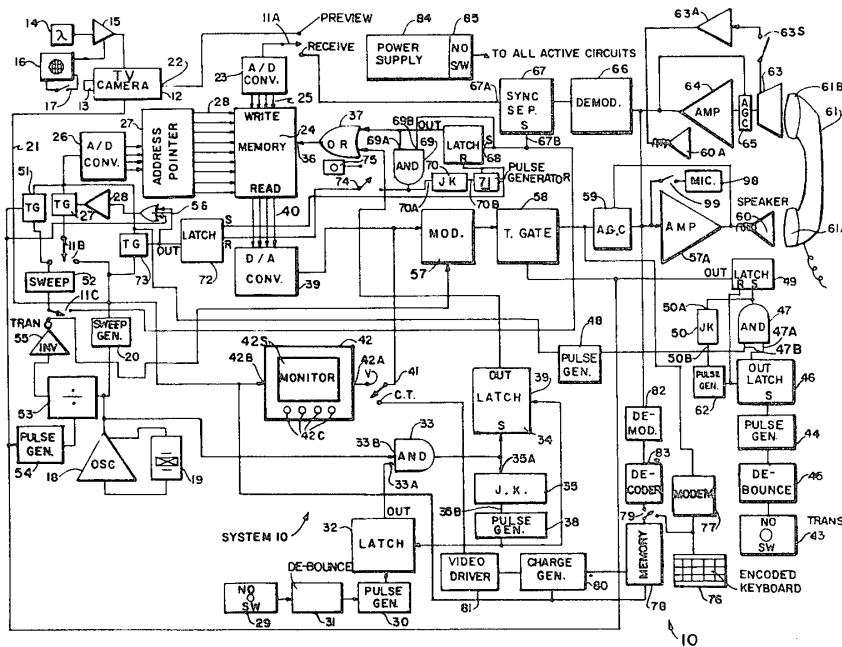 14
λ
15
16
17
13
TV CAMERA
22
12
11A
PREVIEW
RECEIVE
23
A/D CONV.
25
84
85
POWER SUPPLY
NO S/W
TO ALL ACTIVE CIRCUITS
67A
67
SYNC SEP.
S
67B
66
DEMOD.
63A
63S
63
64
AMP
AGC
65
60A
61B
61
21
26
A/D CONV.
27
ADDRESS POINTER
28
WRITE
MEMORY
READ
24
36
37
OR
75
69B
69A
69
AND
OUT
LATCH
S
R
68
PULSE GENERATOR
70
JK
71
70A
70B
74
51
TG
TG
27
28
56
11B
TG
73
OUT
LATCH
S
R
72
40
D/A CONV.
39
MOD.
57
58
T. GATE
59
A.G.C
MIC.
98
99
AMP
57A
SPEAKER
60
61A
SWEEP
52
11C
TRAN
INV
55
SWEEP GEN.
20
42S
42
42B
MONITOR
42A
V
42C
41
C.T.
OUT
LATCH
S
39
34
48
PULSE GEN.
OUT
LATCH
R S
49
50A
50
JK
50B
AND
47
47A
47B
PULSE GEN.
62
OUT
LATCH
S
46
÷
53
PULSE GEN.
54
OSC
18
19
33
33B
AND
33A
35A
J.K.
35
36B
PULSE GEN.
38
82
DE-MOD.
83
DE-CODER
79
MODEM
77
PULSE GEN.
44
DE-BOUNCE
46
NO SW
TRANS
43
SYSTEM 10
OUT
32
LATCH
DE-BOUNCE
NO SW
29
31
PULSE GEN.
30
VIDEO DRIVER
81
CHARGE GEN.
80
MEMORY
78
76
ENCODED KEYBOARD
10